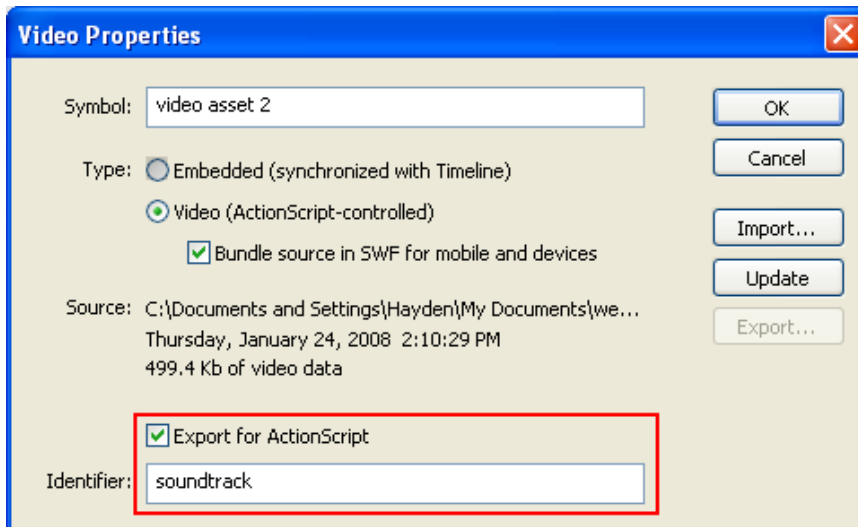 Video Properties
Symbol: video asset 2
OK
Cancel
Type: Embedded (synchronized with Timeline)
Video (ActionScript-controlled)
Bundle source in SWF for mobile and devices
Import...
Update
Export...
Source: C:\Documents and Settings\Hayden\My Documents\we...
Thursday, January 24, 2008 2:10:29 PM
499.4 Kb of video data
Export for ActionScript
Identifier: soundtrack